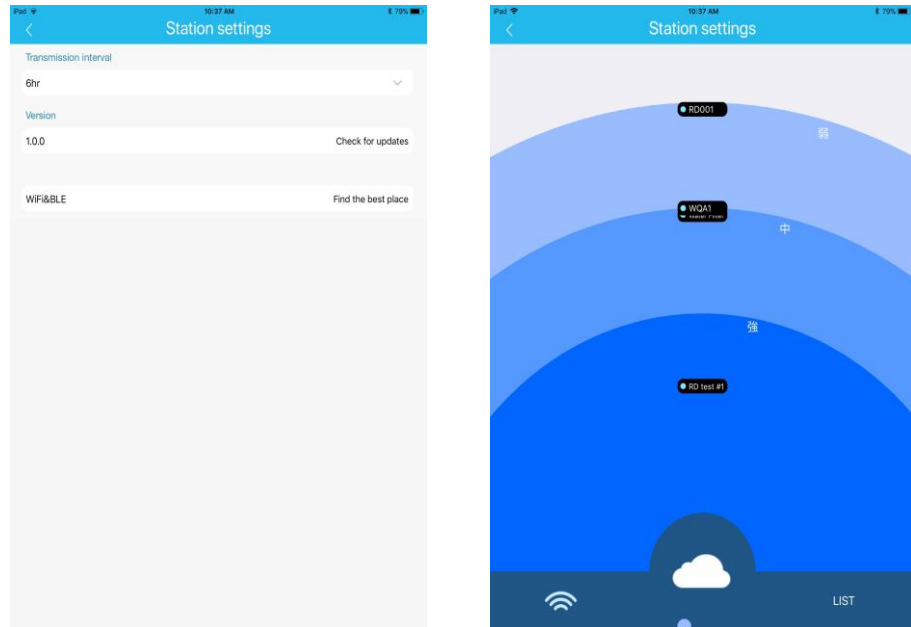 iPad
10:37 AM
79%
Station settings
Transmission interval
6hr
Version
1.0.0
Check for updates
WiFi&BLE
Find the best place
iPad
10:37 AM
79%
Station settings
RD001
弱
WQA1
中
強
RD test #1
LIST